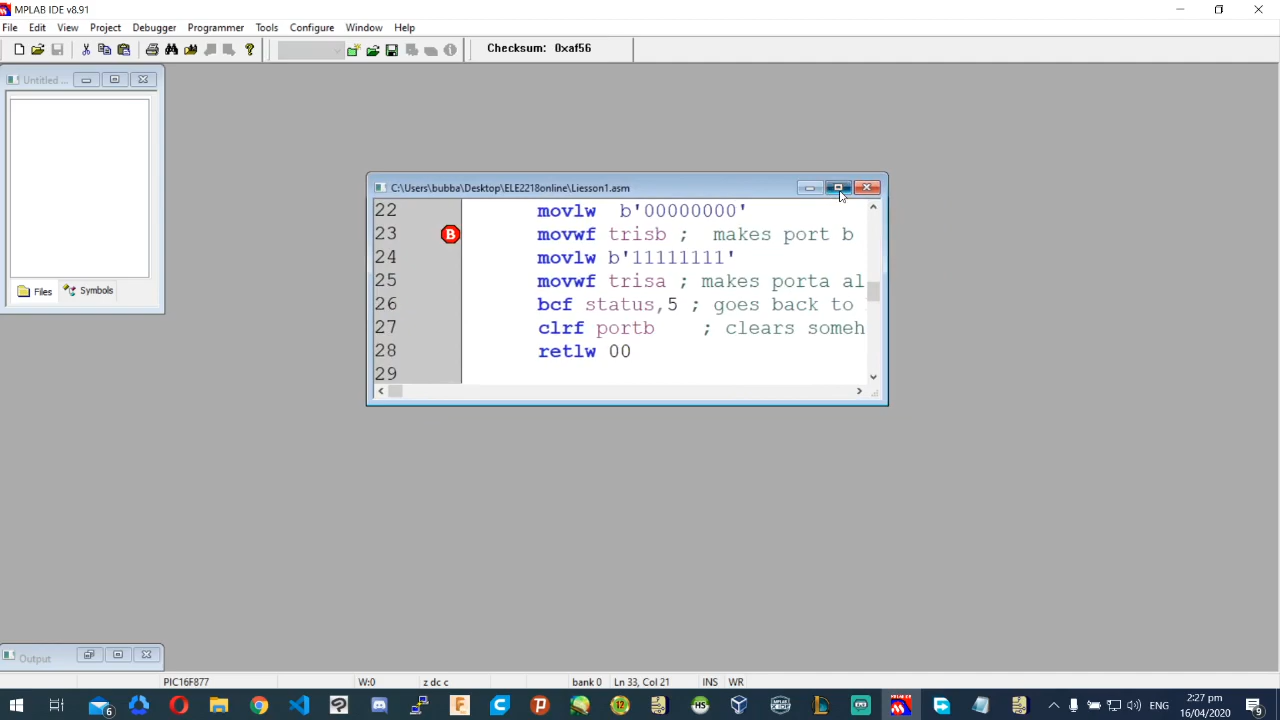 MPLAB IDE v8.91
File Edit View Project Debugger Programmer Tools Configure Window Help
Checksum: 0xaf56
Untitled ...
C:\Users\bubba\Desktop\ELE2218online\Liesson1.asm
22 movlw b'00000000'
23 B movwf trisb ; makes port b
24 movlw b'11111111'
25 movwf trisa ; makes porta al
26 bcf status,5 ; goes back to
27 clrf portb ; clears someh
28 retlw 00
29
Files Symbols
Output
PIC16F877 W:0 z dc c bank 0 Ln 33, Col 21 INS WR
6 12 HS 2:27 pm
16/04/2020 9